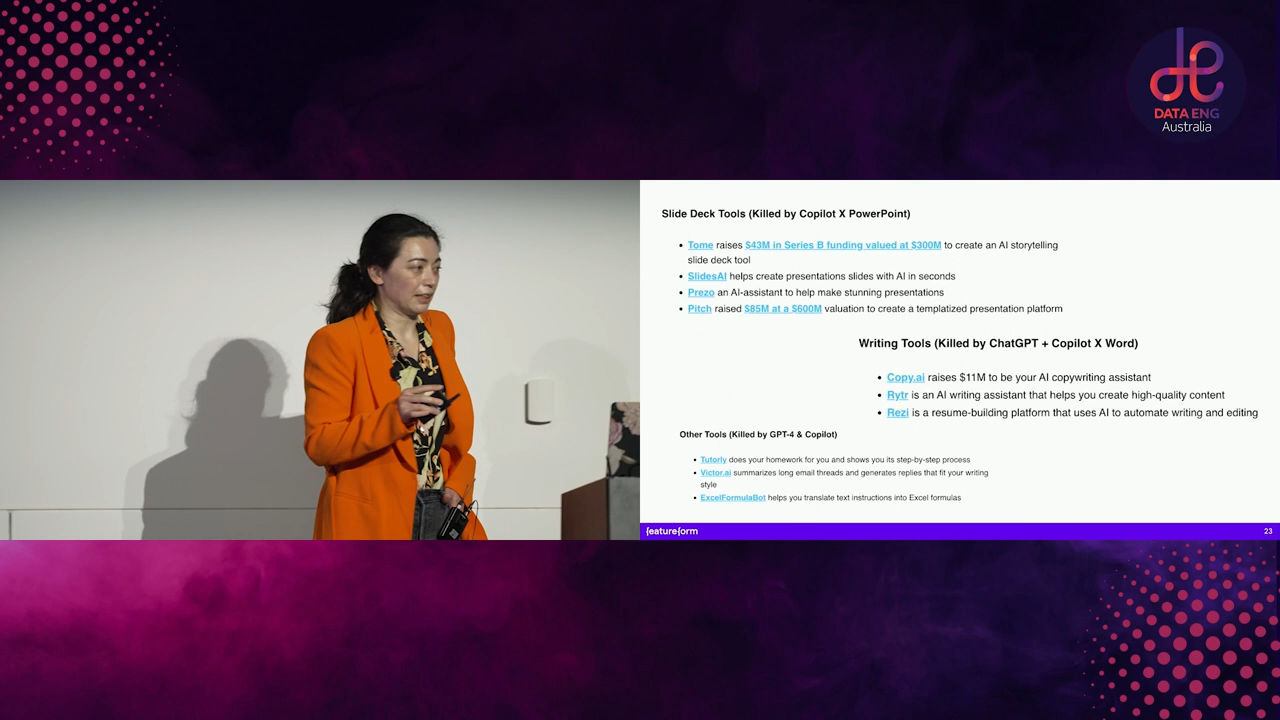 DATA ENG
Australia
Slide Deck Tools (Killed by Copilot X PowerPoint)
• Tome raises $43M in Series B funding valued at $300M to create an AI storytelling
slide deck tool
• SlidesAI helps create presentations slides with AI in seconds
• Prezo an AI-assistant to help make stunning presentations
• Pitch raised $85M at a $600M valuation to create a templatized presentation platform
Writing Tools (Killed by ChatGPT + Copilot X Word)
• Copy.ai raises $11M to be your AI copywriting assistant
• Rytr is an AI writing assistant that helps you create high-quality content
• Rezi is a resume-building platform that uses AI to automate writing and editing
Other Tools (Killed by GPT-4 & Copilot)
• Tutorly does your homework for you and shows you its step-by-step process
• Victor.ai summarizes long email threads and generates replies that fit your writing
style
• ExcelFormulaBot helps you translate text instructions into Excel formulas
featureform
23